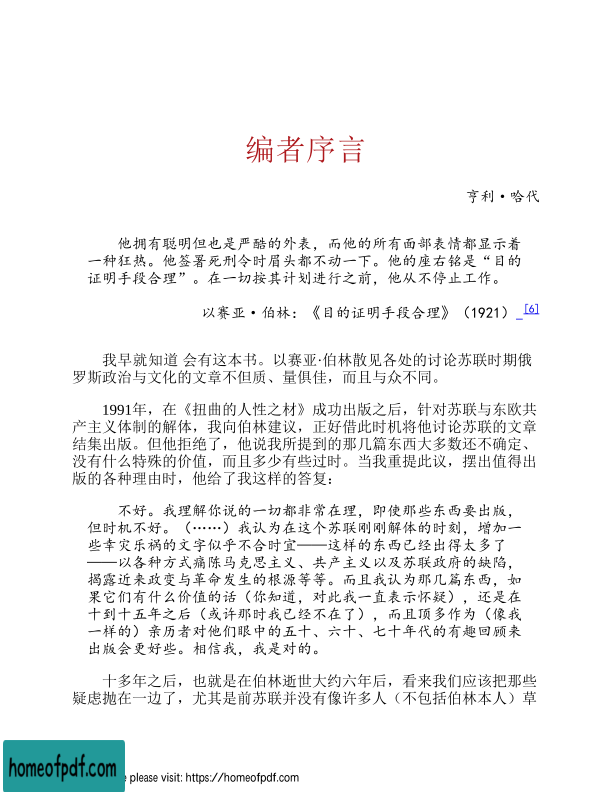 编者序言
亨利·哈代
他拥有聪明但也是严酷的外表，而他的所有面部表情都显示着
一种狂热。他签署死刑令时眉头都不动一下。他的座右铭是“目的
证明手段合理”。在一切按其计划进行之前，他从不停止工作。
以赛亚·伯林：《目的证明手段合理》（1921） [6]
我早就知道 会有这本书。以赛亚·伯林散见各处的讨论苏联时期俄
罗斯政治与文化的文章不但质、量俱佳，而且与众不同。
1991年，在《扭曲的人性之材》成功出版之后，针对苏联与东欧共
产主义体制的解体，我向伯林建议，正好借此时机将他讨论苏联的文章
结集出版。但他拒绝了，他说我所提到的那几篇东西大多数还不确定、
没有什么特殊的价值，而且多少有些过时。当我重提此议，摆出值得出
版的各种理由时，他给了我这样的答复：
不好。我理解你说的一切都非常在理，即使那些东西要出版，
但时机不好。（……）我认为在这个苏联刚刚解体的时刻，增加一
些幸灾乐祸的文字似乎不合时宜——这样的东西已经出得太多了
——以各种方式痛陈马克思主义、共产主义以及苏联政府的缺陷，
揭露近来政变与革命发生的根源等等。而且我认为那几篇东西，如
果它们有什么价值的话（你知道，对此我一直表示怀疑），还是在
十到十五年之后（或许那时我已经不在了），而且顶多作为（像我
一样的）亲历者对他们眼中的五十、六十、七十年代的有趣回顾来
出版会更好些。相信我，我是对的。
十多年之后，也就是在伯林逝世大约六年后，看来我们应该把那些
疑虑抛在一边了，尤其是前苏联并没有像许多人（不包括伯林本人）草
homeofpdf.com
e please visit: https://homeofpdf.com